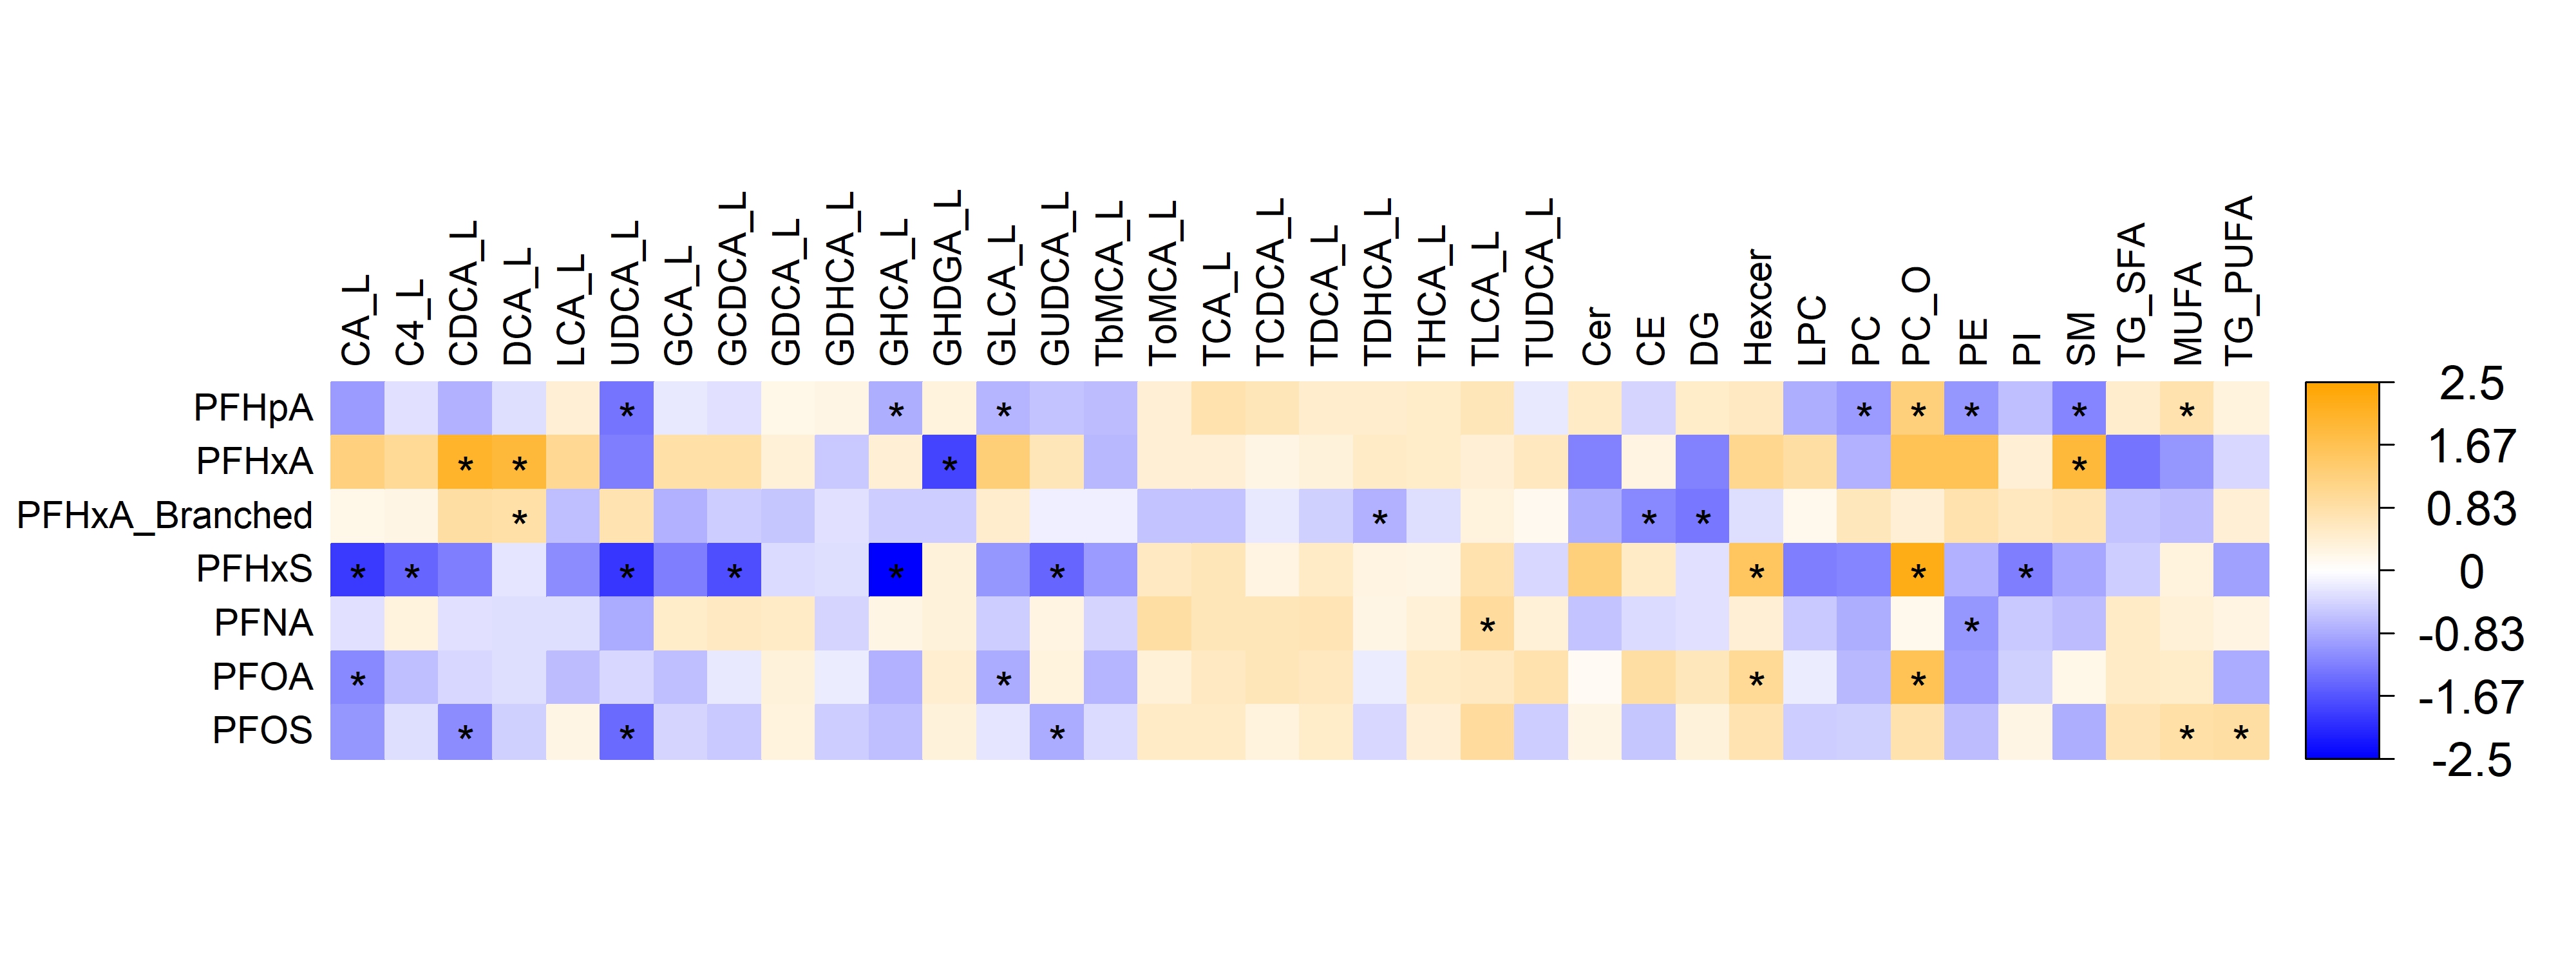 CA_L
C4_L
CDCA_L
DCA_L
LCA_L
UDCA_L
GCA_L
GCDCA_L
GDCA_L
GDHCA_L
GHCA_L
GHDGA_L
GLCA_L
GUDCA_L
TbMCA_L
ToMCA_L
TCA_L
TCDCA_L
TDCA_L
TDHCA_L
THCA_L
TLCA_L
TUDCA_L
Cer
CE
DG
Hexcer
LPC
PC
PC_O
PE
PI
SM
TG_SFA
MUFA
TG_PUFA
PFHpA * * * * * * * *
PFHxA * * * *
PFHxA_Branched * * * *
PFHxS * * * * * * * * *
PFNA * *
PFOA * * * *
PFOS * * * * *
2.5
1.67
0.83
0
-0.83
-1.67
-2.5